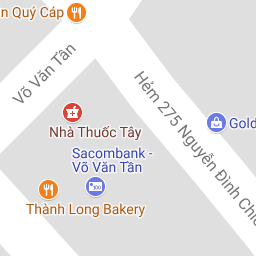 n Quý Cáp
Võ Văn Tần
Hẻm 275 Nguyễn Đình Chiể
Nhà Thuốc Tây
Gold
Sacombank -
Võ Văn Tần
Thành Long Bakery